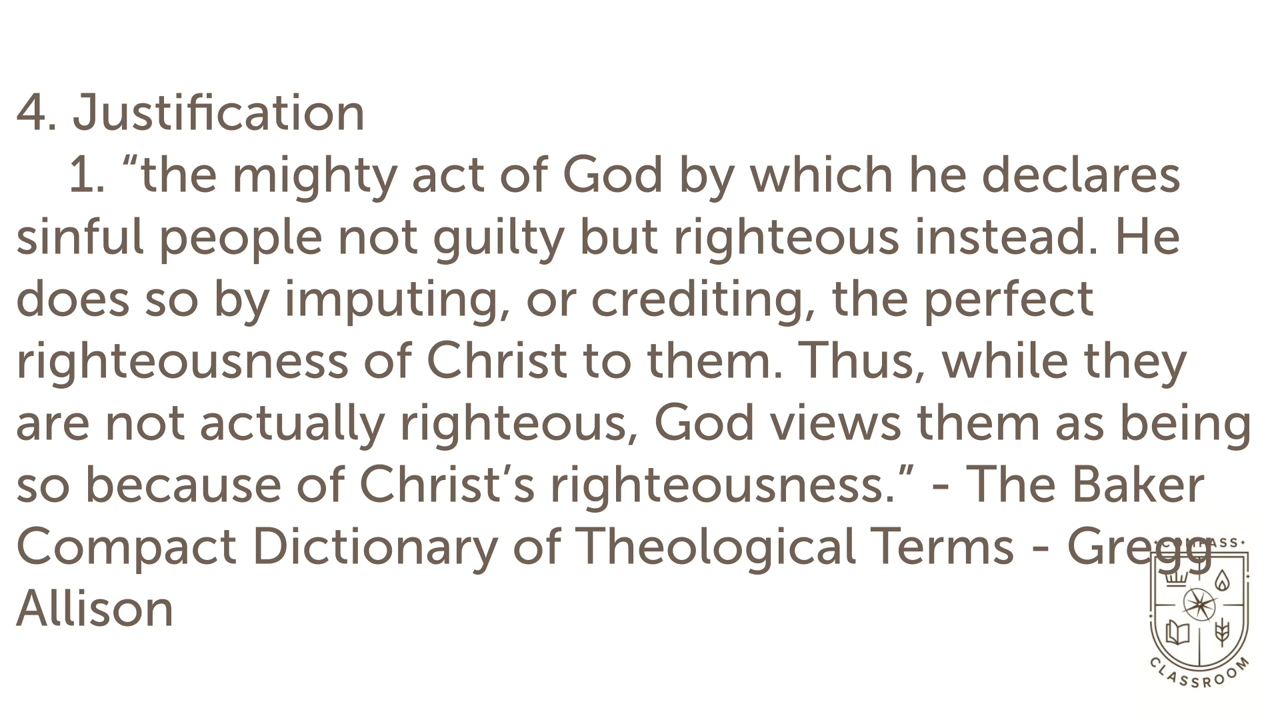 4. Justification
1. “the mighty act of God by which he declares
sinful people not guilty but righteous instead. He
does so by imputing, or crediting, the perfect
righteousness of Christ to them. Thus, while they
are not actually righteous, God views them as being
so because of Christ’s righteousness.” - The Baker
Compact Dictionary of Theological Terms - Gregg
Allison
·COMPASS·
CLASSROOM